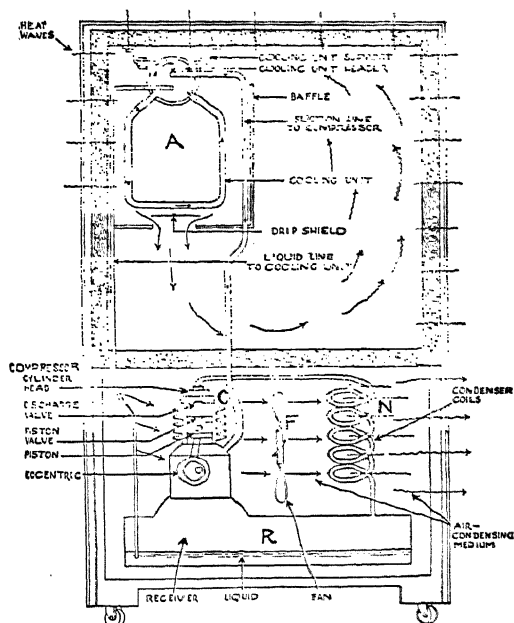 HEAT
WAVES
COOLING UNIT SUPPORT
COOLING UNIT HEADER
BAFFLE
SUCTION LINE
TO COMPRESSOR
A
COOLING UNIT
DRIP SHIELD
LIQUID LINE
TO COOLING UNIT
COMPRESSOR
CYLINDER
HEAD
DISCHARGE
VALVE
PISTON
VALVE
PISTON
ECCENTRIC
C
F
N
CONDENSER
COILS
R
AIR-
CONDENSING
MEDIUM
RECEIVER
LIQUID
FAN